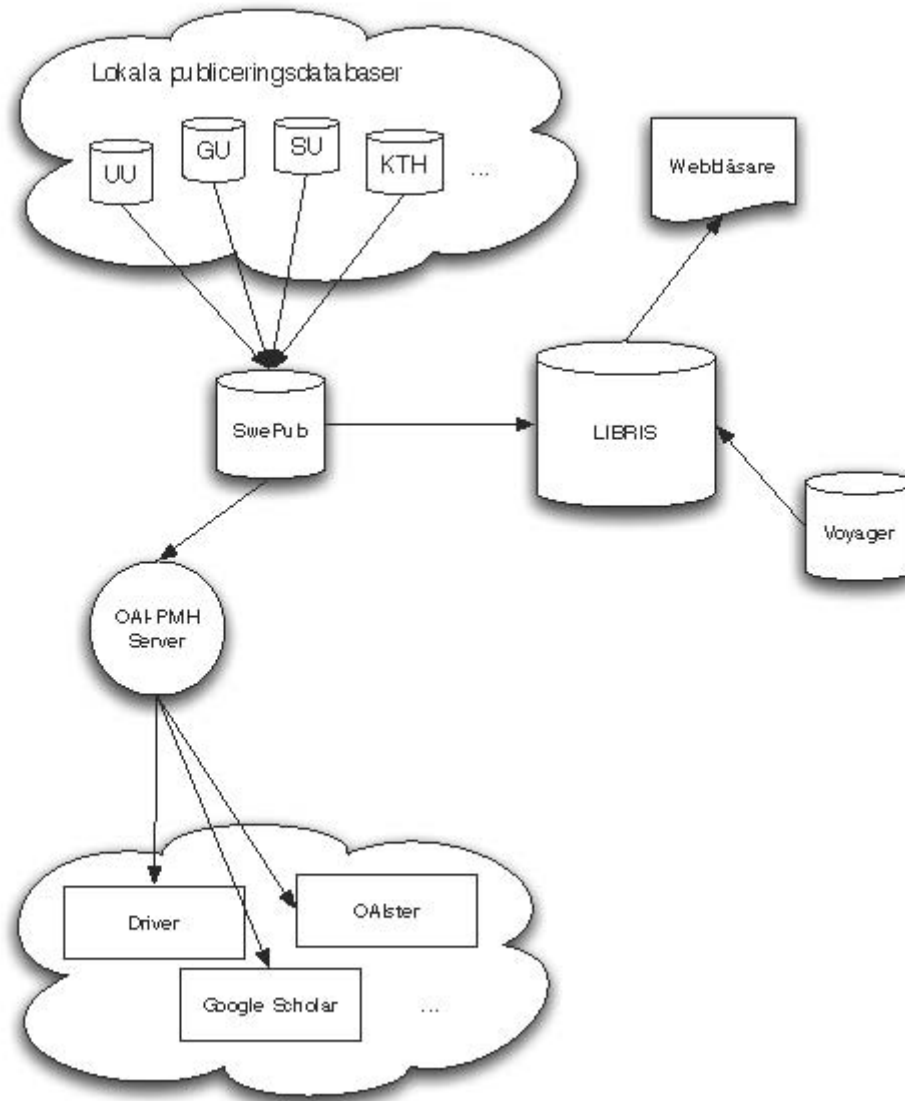 Lokala publiceringsdatabaser
UU
GU
SU
KTH
...
Webbläsare
SwePub
LIBRIS
Voyager
OAI-PMH
Server
Driver
OAIster
Google Scholar
...